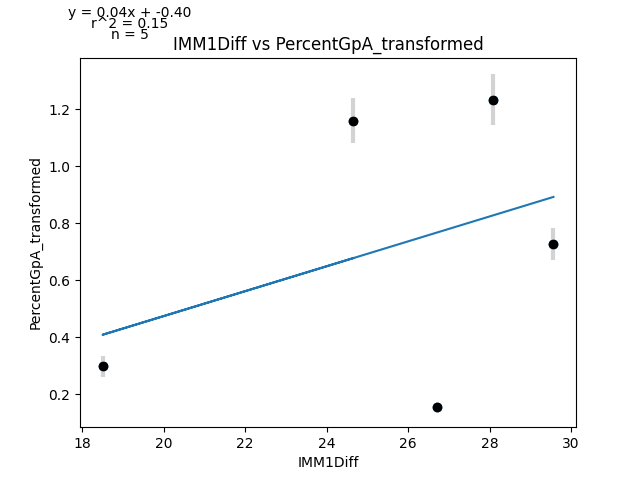 y = 0.04x + -0.40
r^2 = 0.15
n = 5
IMM1Diff vs PercentGpA_transformed
PercentGpA_transformed
1.2
1.0
0.8
0.6
0.4
0.2
18 20 22 24 26 28 30
IMM1Diff